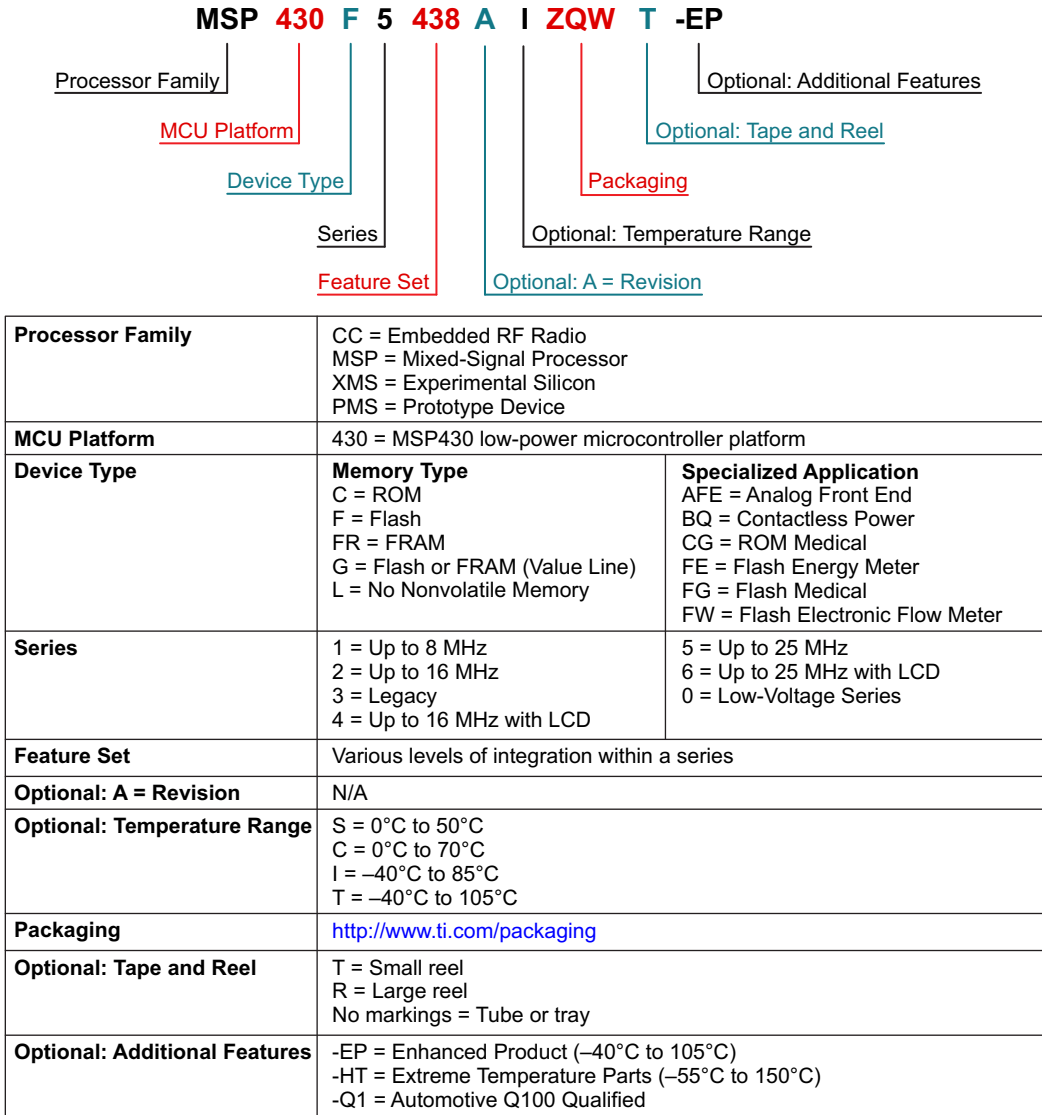 MSP 430 F 5 438 A I ZQW T -EP
Processor Family
Optional: Additional Features
MCU Platform
Optional: Tape and Reel
Device Type
Packaging
Series
Optional: Temperature Range
Feature Set
Optional: A = Revision
Processor Family
CC = Embedded RF Radio
MSP = Mixed-Signal Processor
XMS = Experimental Silicon
PMS = Prototype Device
MCU Platform
430 = MSP430 low-power microcontroller platform
Device Type
Memory Type
C = ROM
F = Flash
FR = FRAM
G = Flash or FRAM (Value Line)
L = No Nonvolatile Memory
Specialized Application
AFE = Analog Front End
BQ = Contactless Power
CG = ROM Medical
FE = Flash Energy Meter
FG = Flash Medical
FW = Flash Electronic Flow Meter
Series
1 = Up to 8 MHz
2 = Up to 16 MHz
3 = Legacy
4 = Up to 16 MHz with LCD
5 = Up to 25 MHz
6 = Up to 25 MHz with LCD
0 = Low-Voltage Series
Feature Set
Various levels of integration within a series
Optional: A = Revision
N/A
Optional: Temperature Range
S = 0°C to 50°C
C = 0°C to 70°C
I = –40°C to 85°C
T = –40°C to 105°C
Packaging
http://www.ti.com/packaging
Optional: Tape and Reel
T = Small reel
R = Large reel
No markings = Tube or tray
Optional: Additional Features
-EP = Enhanced Product (–40°C to 105°C)
-HT = Extreme Temperature Parts (–55°C to 150°C)
-Q1 = Automotive Q100 Qualified